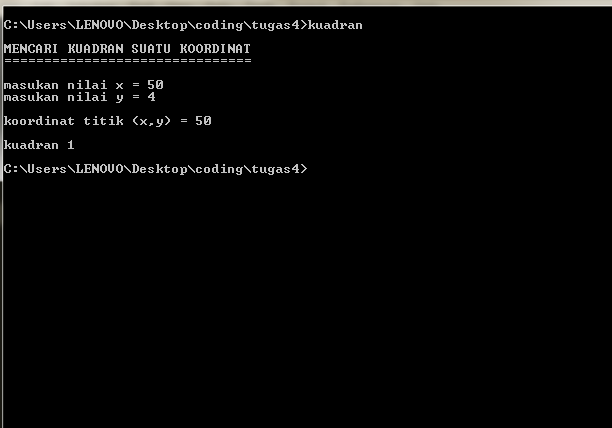 C:\Users\LENOVO\Desktop\coding\tugas4>kuadran
MENCARI KUADRAN SUATU KOORDINAT
===============================
masukan nilai x = 50
masukan nilai y = 4
koordinat titik (x,y) = 50
kuadran 1
C:\Users\LENOVO\Desktop\coding\tugas4>